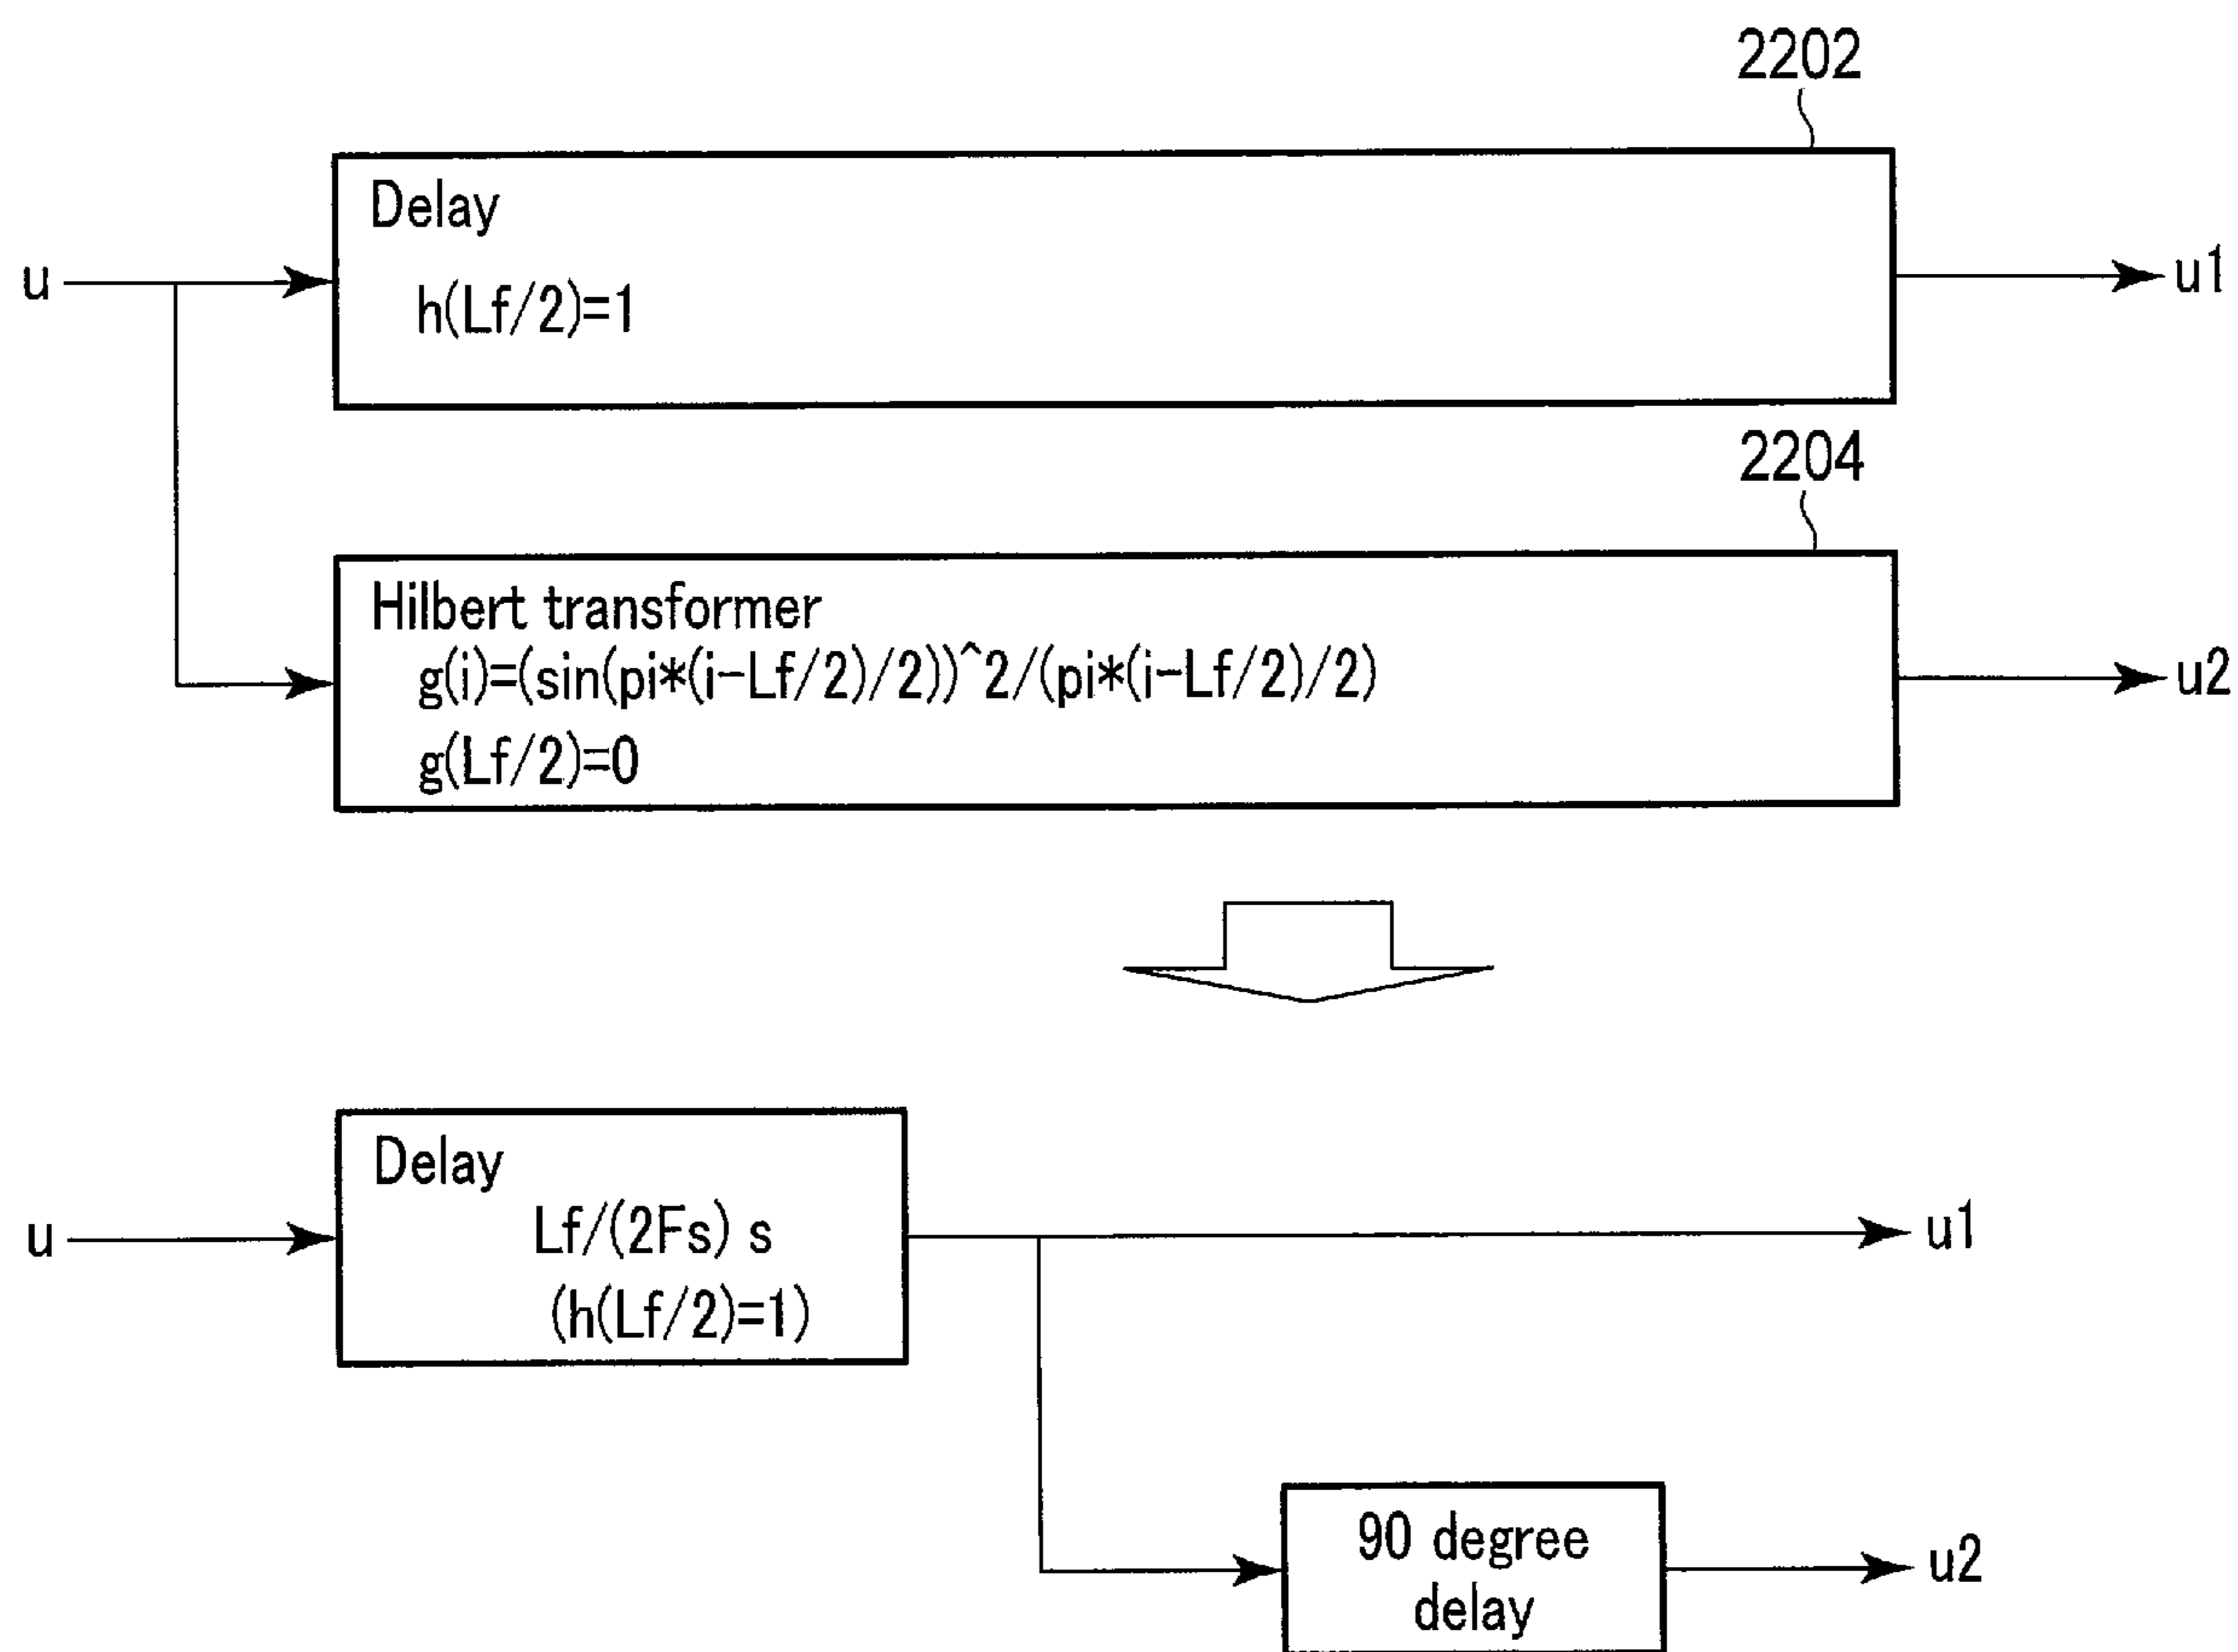 2202
Delay
u
h(Lf/2)=1
u1
2204
Hilbert transformer
g(i)=(sin(pi*(i-Lf/2)/2))^2/(pi*(i-Lf/2)/2)
u2
g(Lf/2)=0
Delay
u
Lf/(2Fs) s
u1
(h(Lf/2)=1)
90 degree
delay
u2